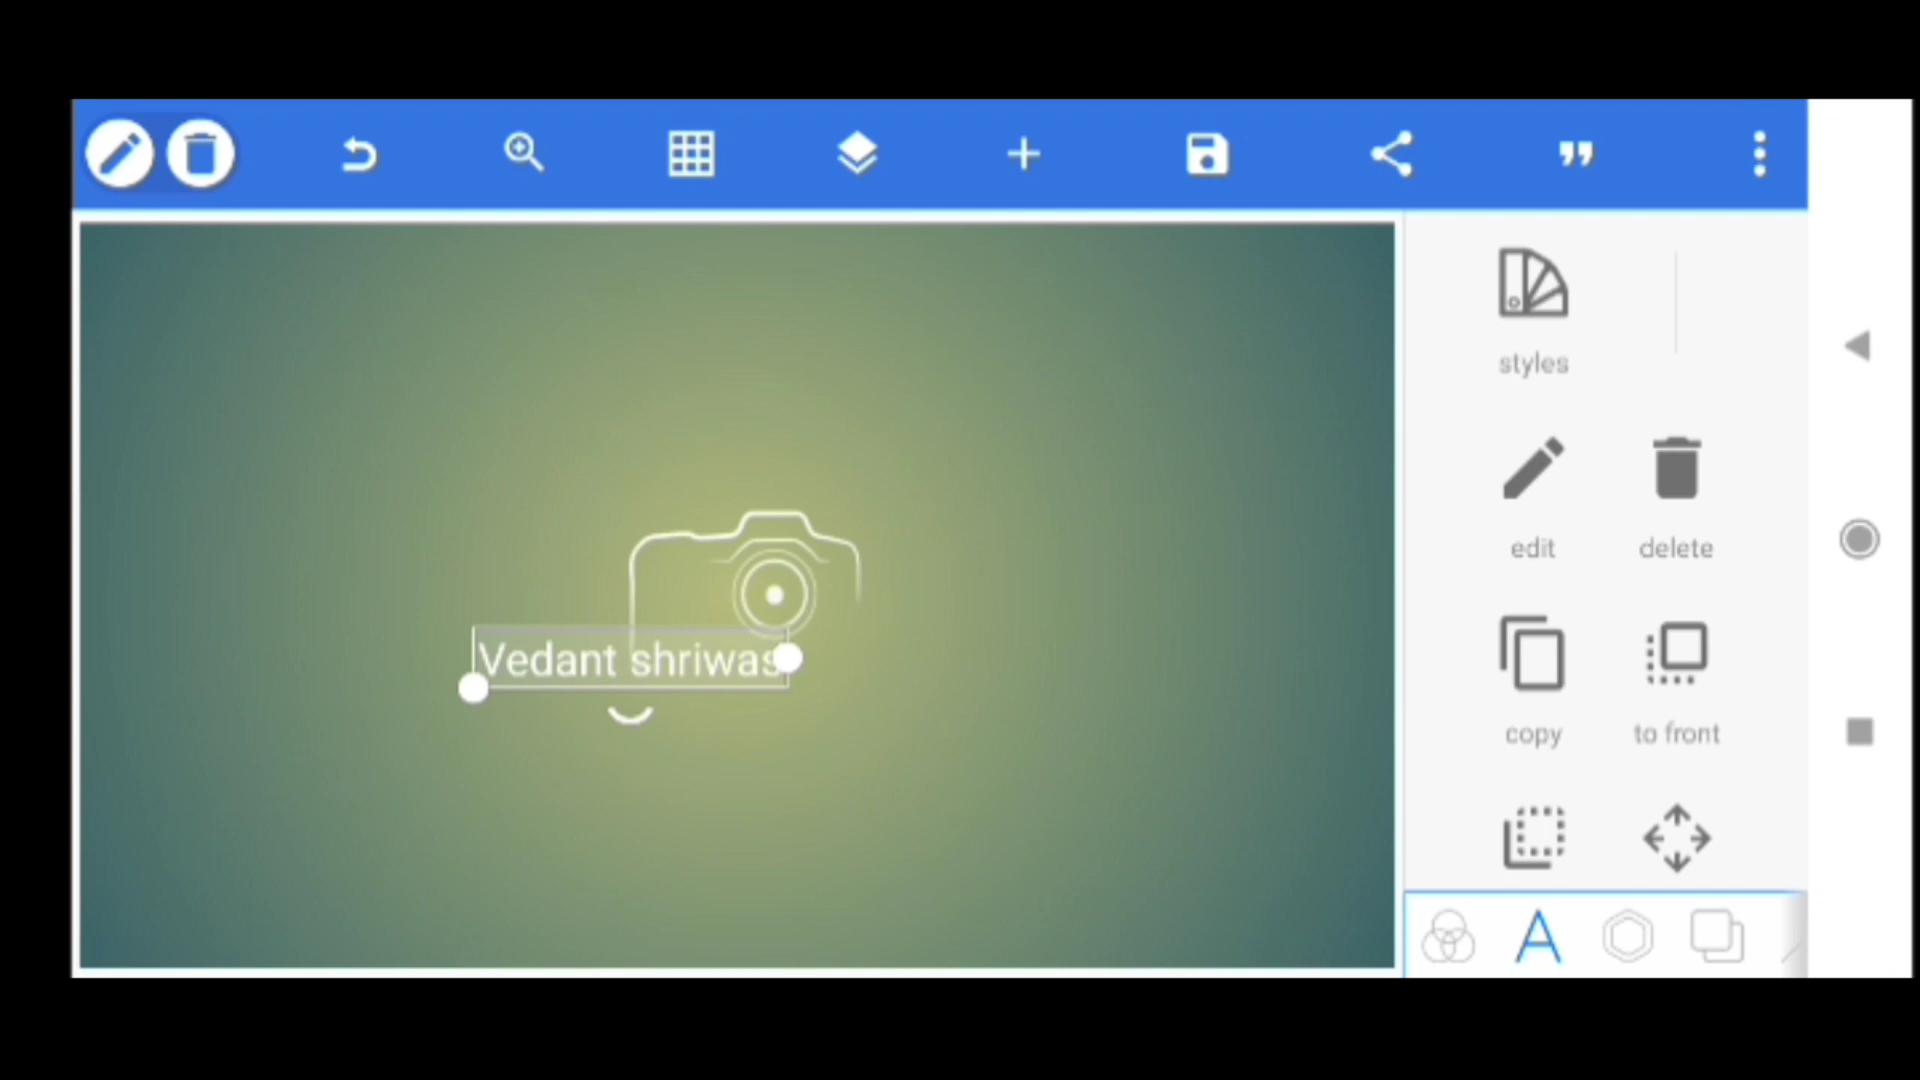 styles
Vedant shriwas
edit
delete
copy
to front